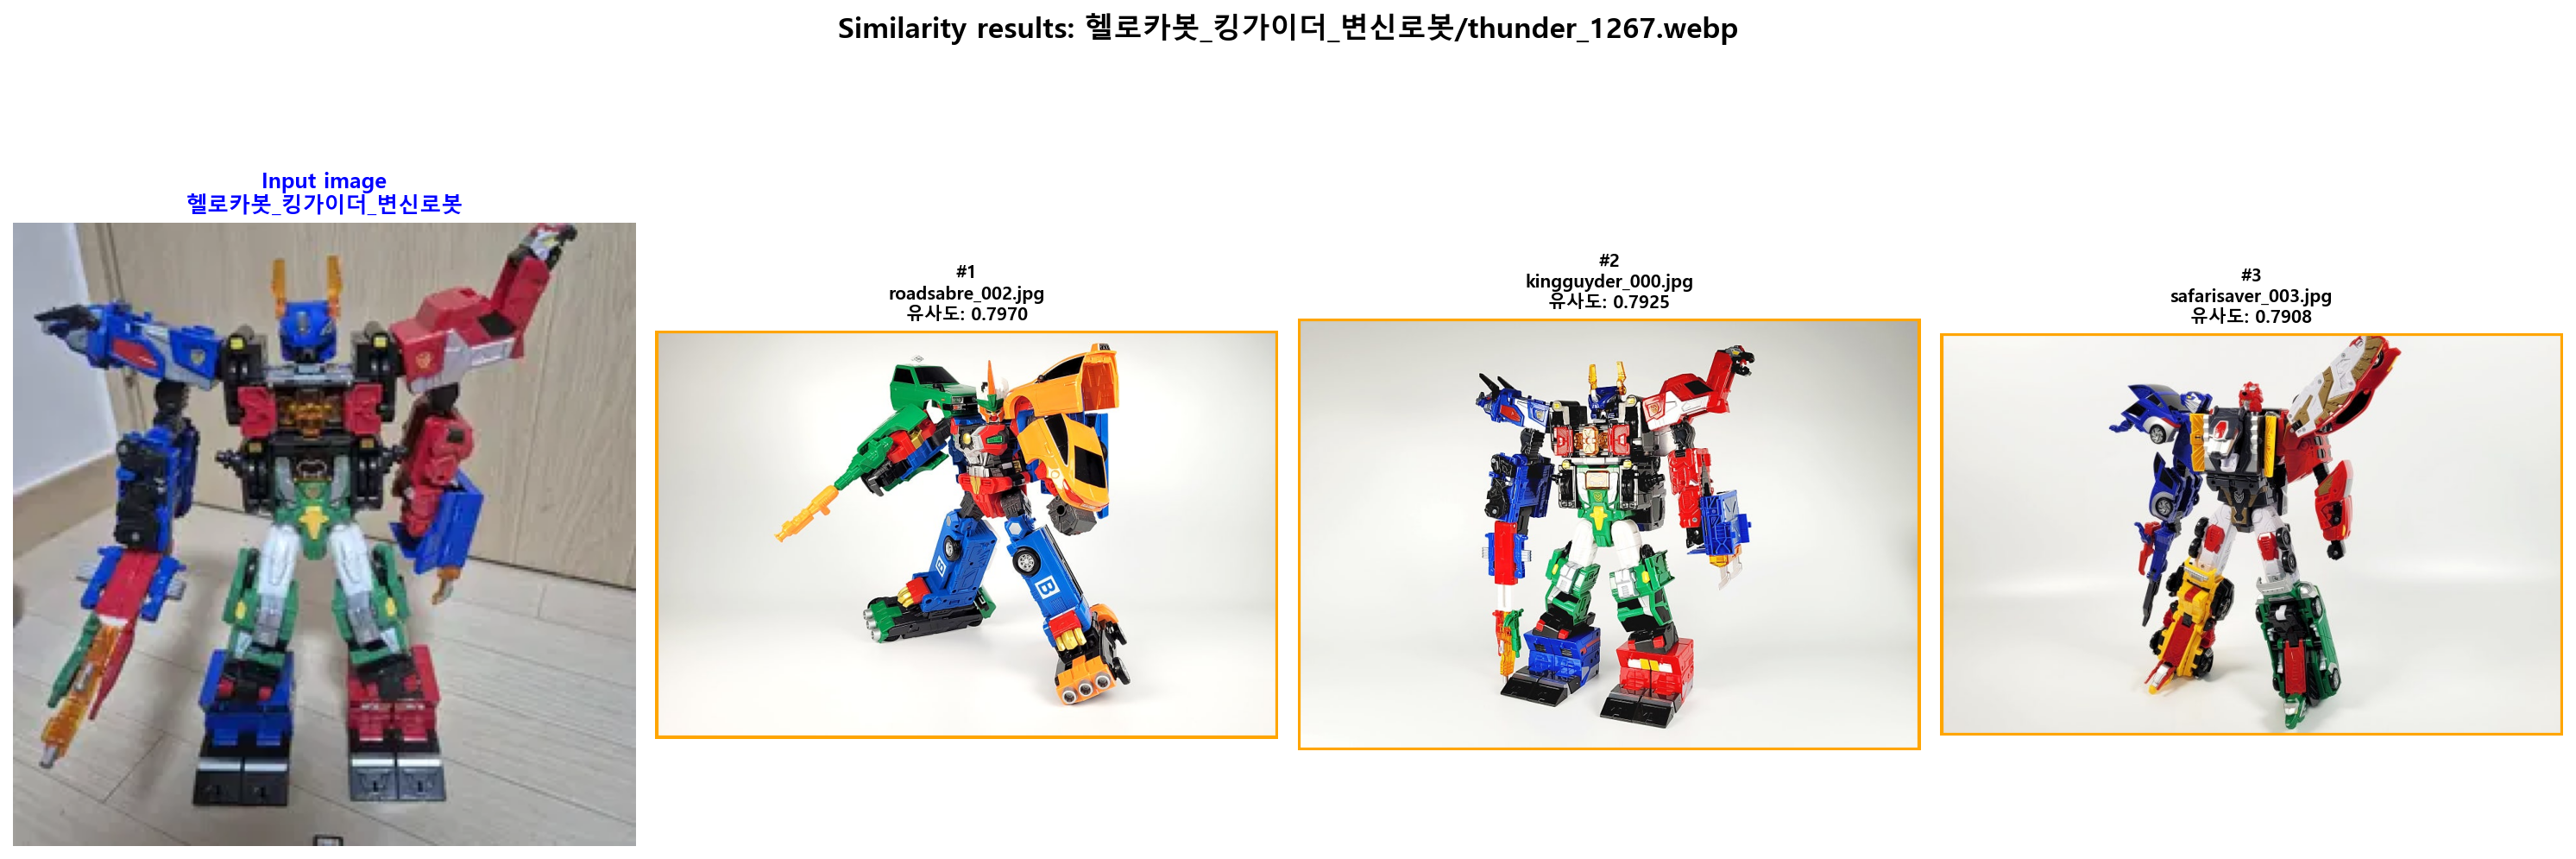 Similarity results: 헬로카봇_킹가이더_변신로봇/thunder_1267.webp
Input image
헬로카봇_킹가이더_변신로봇
#1
roadsabre_002.jpg
유사도: 0.7970
#2
kingguyder_000.jpg
유사도: 0.7925
#3
safarisaver_003.jpg
유사도: 0.7908
B
B